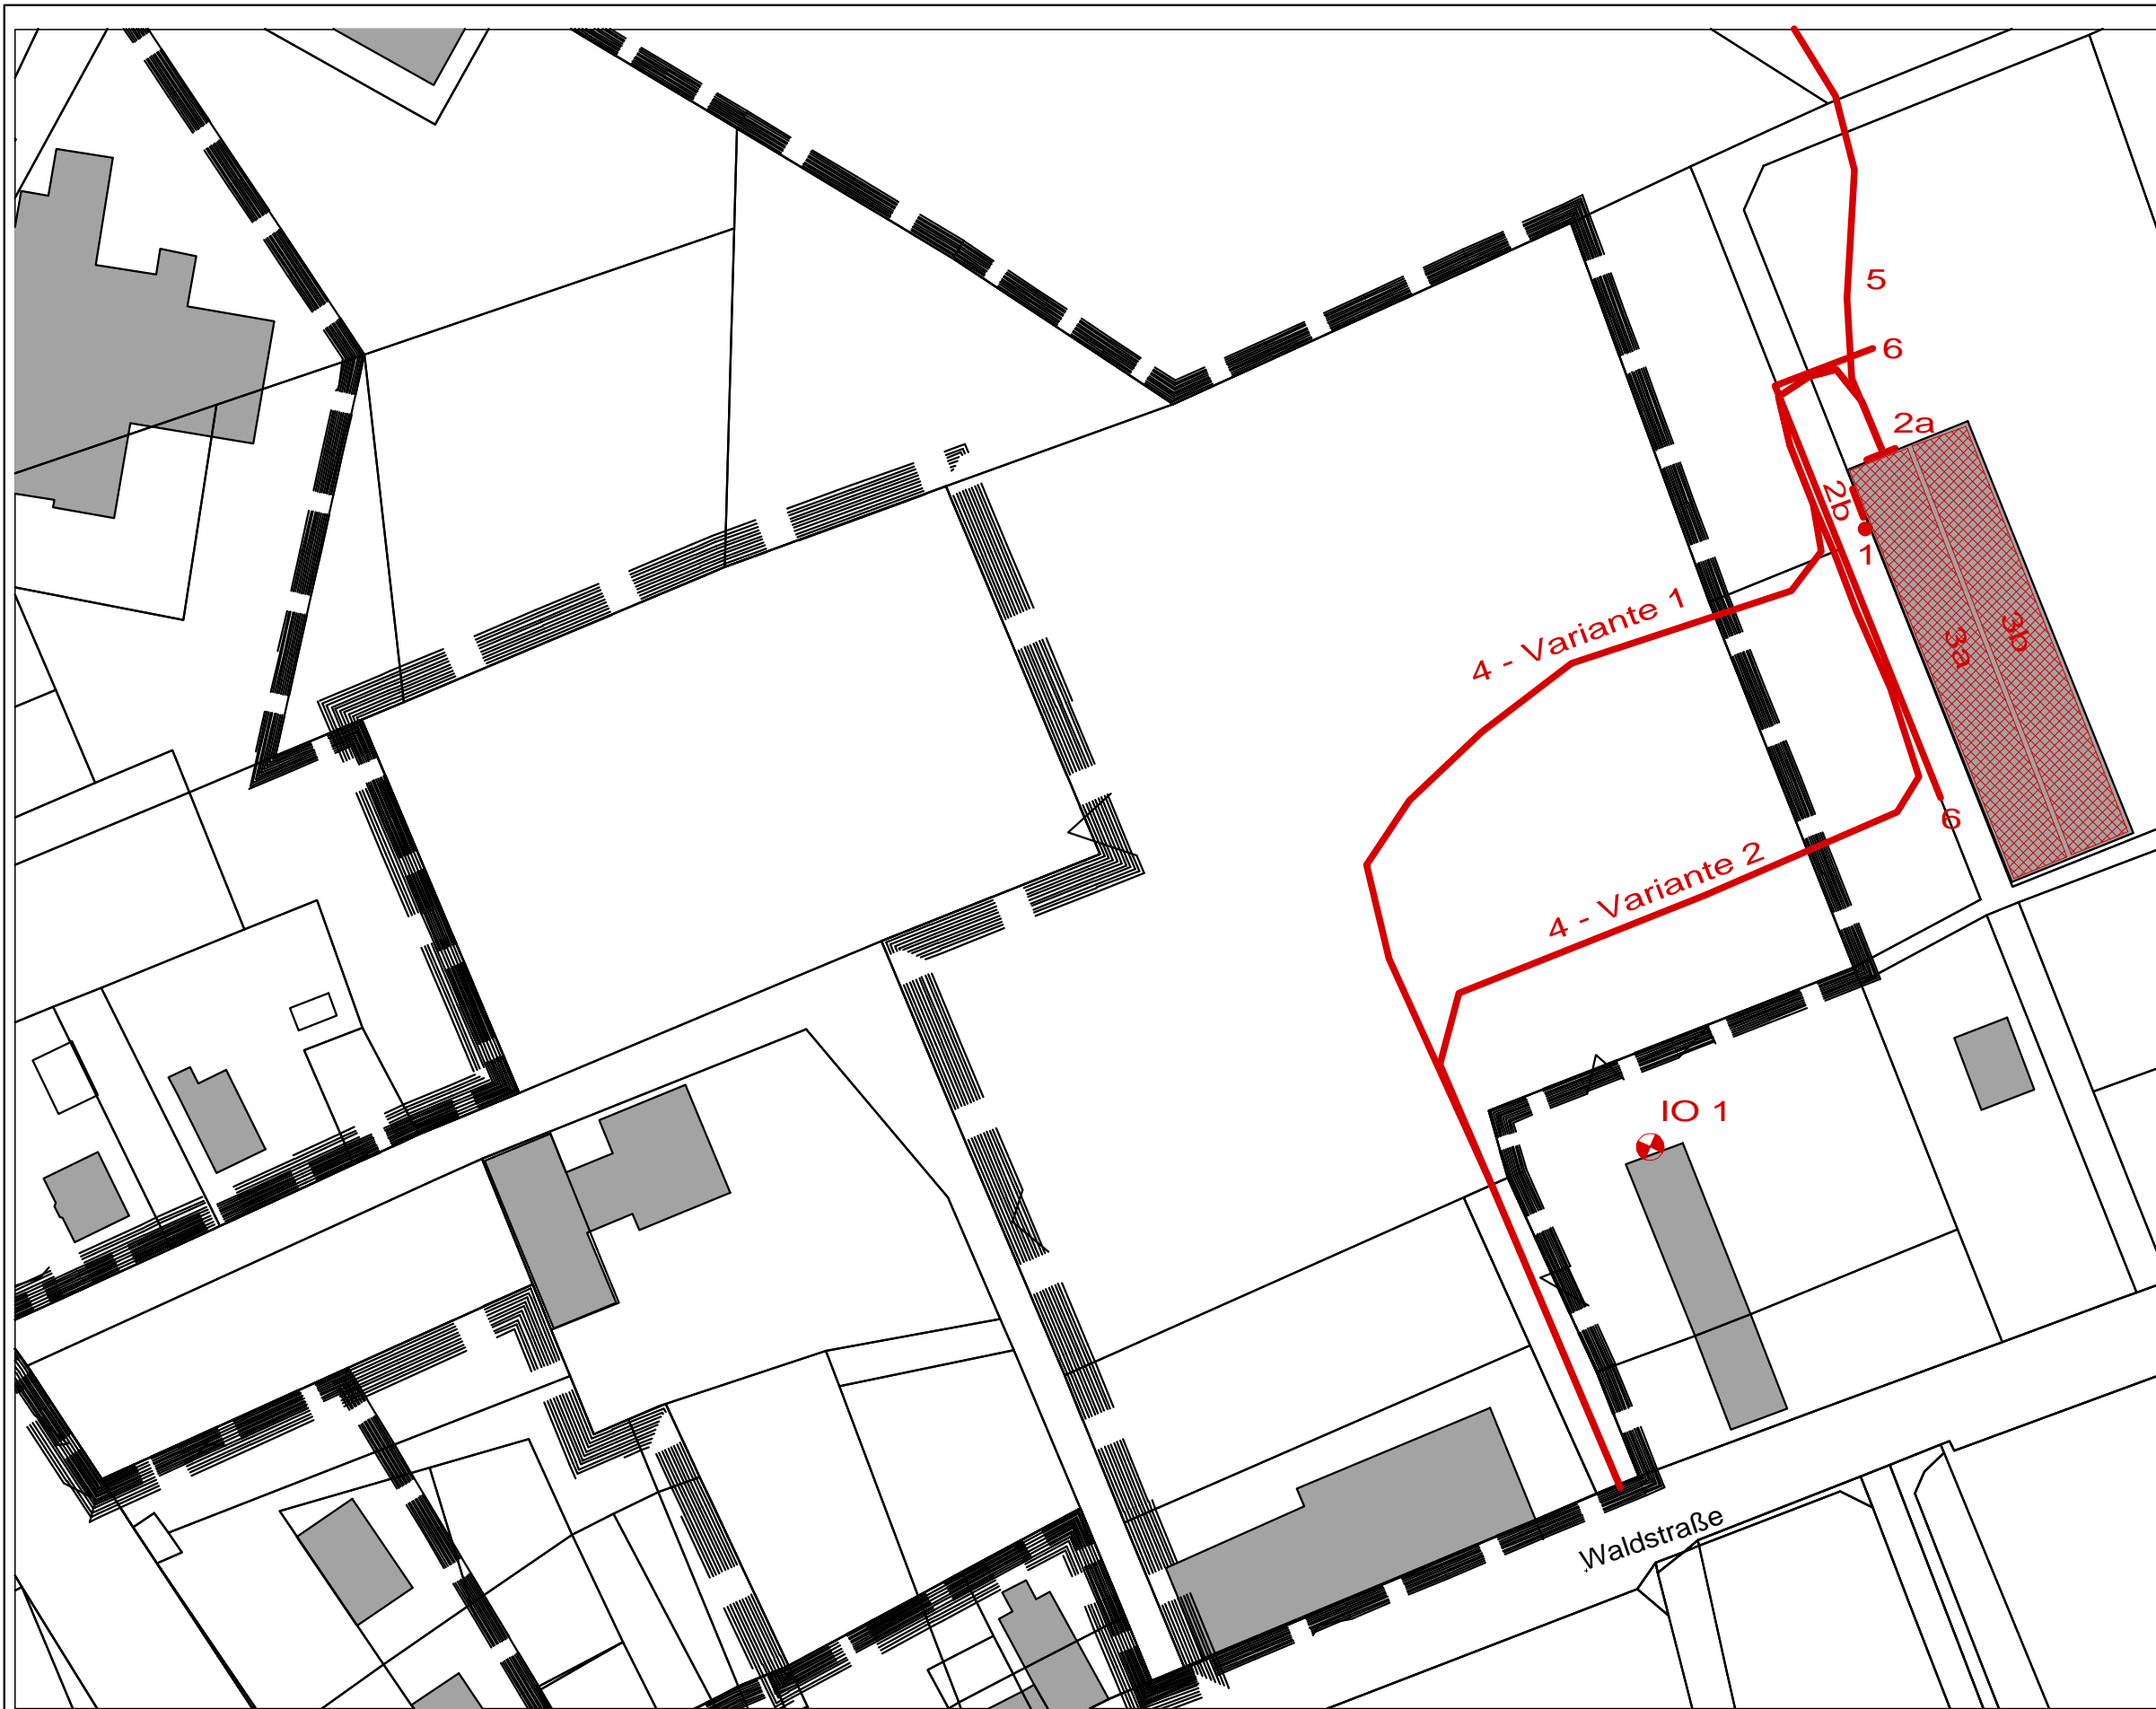 5
6
2a
2b
1
4 - Variante 1
3a
3b
6
4 - Variante 2
IO 1
Waldstraße